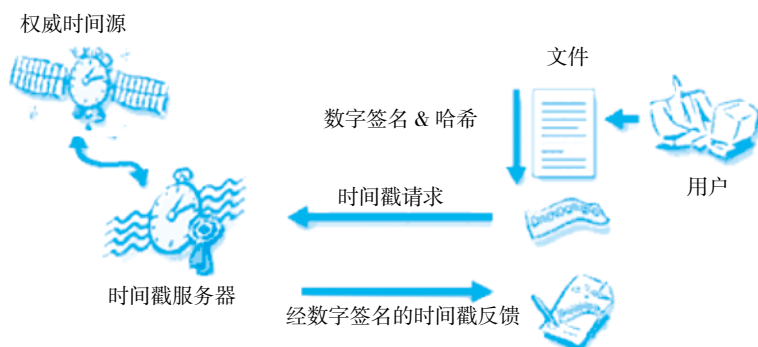 权威时间源
文件
数字签名 & 哈希
用户
时间戳请求
时间戳服务器
经数字签名的时间戳反馈